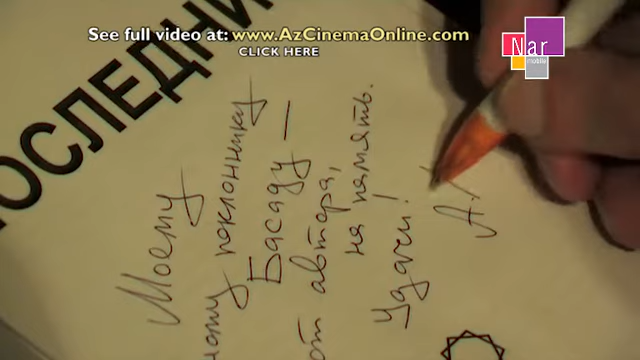 See full video at: www.AzCinemaOnline.com
CLICK HERE
Nar
mobile
ОСЛЕДНИ
Моему
ному поклоннику
Басаду —
от автора,
на память.
Удачи!
А.